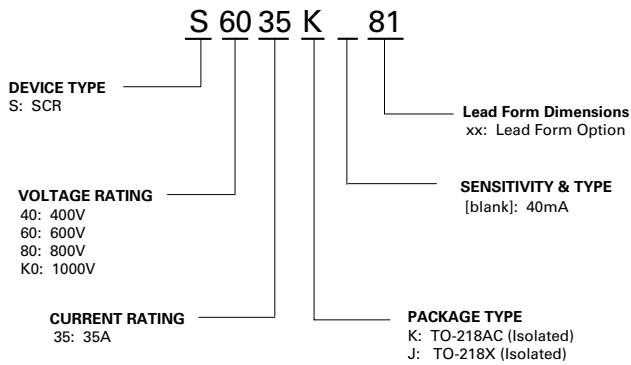 S 60 35 K _ 81
DEVICE TYPE
S: SCR
Lead Form Dimensions
xx: Lead Form Option
VOLTAGE RATING
40: 400V
60: 600V
80: 800V
K0: 1000V
SENSITIVITY & TYPE
[blank]: 40mA
CURRENT RATING
35: 35A
PACKAGE TYPE
K: TO-218AC (Isolated)
J: TO-218X (Isolated)